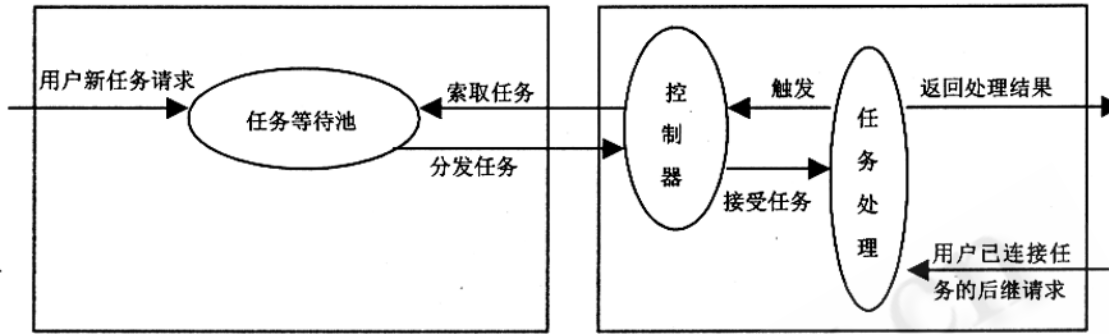 用户新任务请求
任务等待池
索取任务
分发任务
控制器
触发
接受任务
任务处理
返回处理结果
用户已连接任
务的后继请求